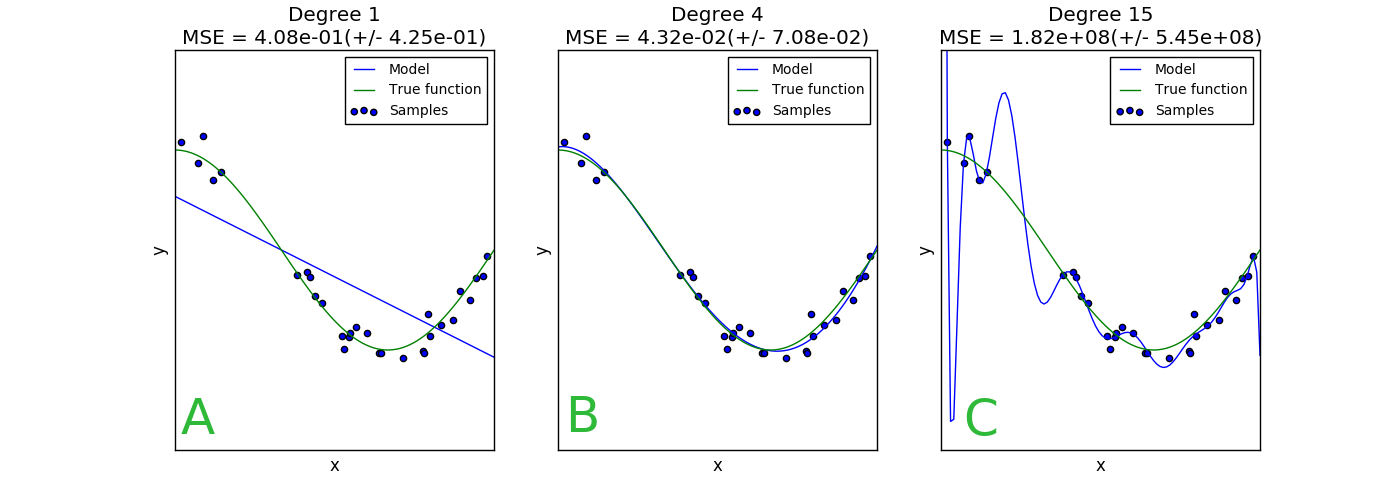 Degree 1
MSE = 4.08e-01(+/- 4.25e-01)
Model
True function
Samples
y
A
x
Degree 4
MSE = 4.32e-02(+/- 7.08e-02)
Model
True function
Samples
y
B
x
Degree 15
MSE = 1.82e+08(+/- 5.45e+08)
Model
True function
Samples
y
C
x